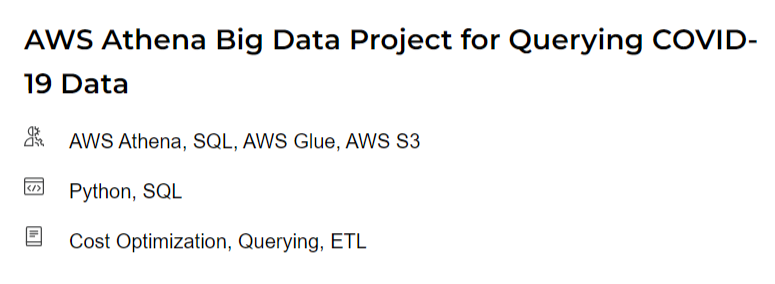 AWS Athena Big Data Project for Querying COVID-
19 Data
AWS Athena, SQL, AWS Glue, AWS S3
Python, SQL
Cost Optimization, Querying, ETL